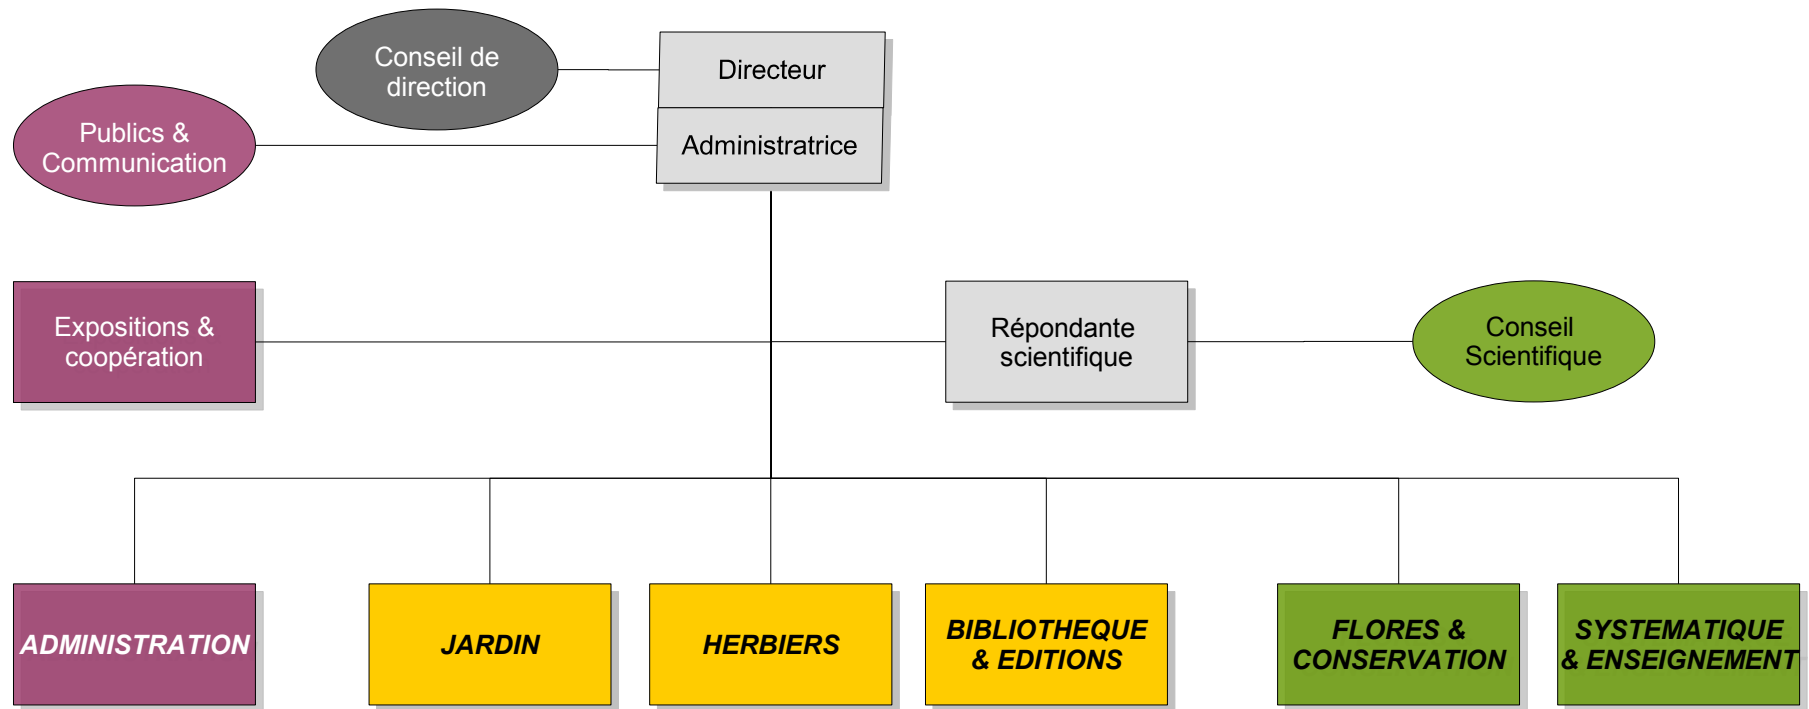 Conseil de
direction
Directeur
Publics &
Communication
Administratrice
Expositions &
coopération
Répondante
scientifique
Conseil
Scientifique
ADMINISTRATION
JARDIN
HERBIERS
BIBLIOTHEQUE
& EDITIONS
FLORES &
CONSERVATION
SYSTEMATIQUE
& ENSEIGNEMENT